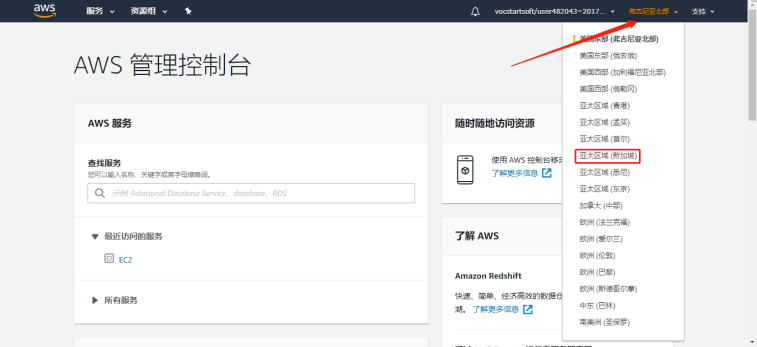 aws
服务
资源组
vocstartsoft/user482043=2017...
弗吉尼亚北部
支持
AWS 管理控制台
AWS 服务
查找服务
您可以输入名称、关键字或首字母缩略词。
示例: Relational Database Service、database、RDS
最近访问的服务
EC2
所有服务
随时随地访问资源
使用 AWS 控制台移动
了解更多信息
了解 AWS
Amazon Redshift
快速、简单、经济高效的数据仓
湖。 了解更多信息
美国东部 (弗吉尼亚北部)
美国东部 (俄亥俄)
美国西部 (加利福尼亚北部)
美国西部 (俄勒冈)
亚太区域 (香港)
亚太区域 (孟买)
亚太区域 (首尔)
亚太区域 (新加坡)
亚太区域 (悉尼)
亚太区域 (东京)
加拿大 (中部)
欧洲 (法兰克福)
欧洲 (爱尔兰)
欧洲 (伦敦)
欧洲 (巴黎)
欧洲 (斯德哥尔摩)
中东 (巴林)
南美洲 (圣保罗)